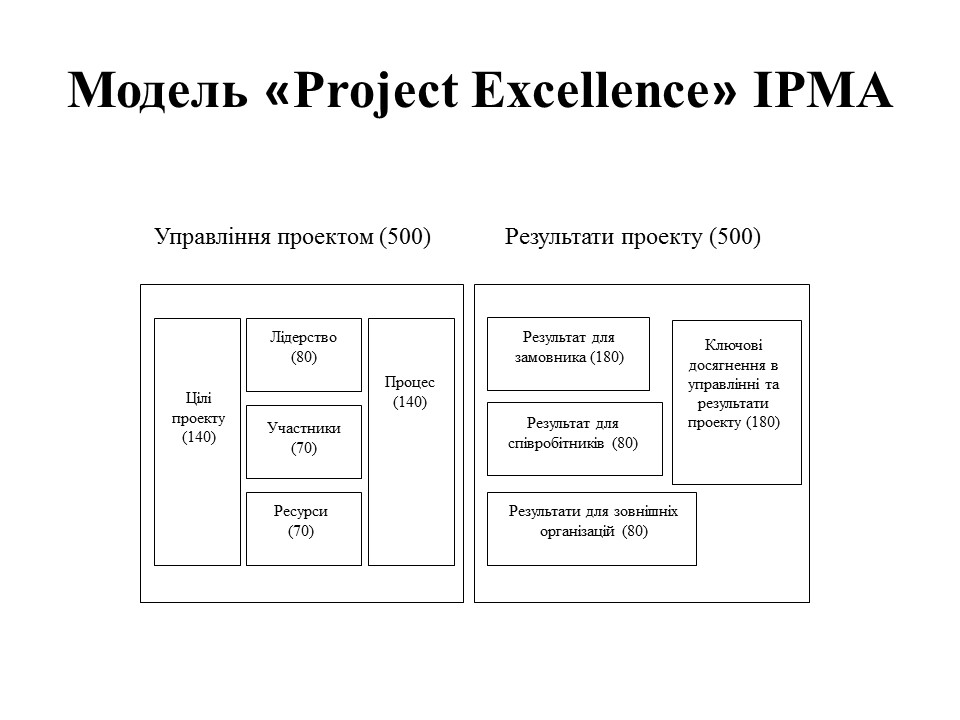 Модель «Project Excellence» IPMA
Управління проектом (500)
Результати проекту (500)
Цілі
проекту
(140)
Лідерство
(80)
Участники
(70)
Ресурси
(70)
Процес
(140)
Результат для
замовника (180)
Результат для
співробітників (80)
Результати для зовнішніх
організацій (80)
Ключові
досягнення в
управлінні та
результати
проекту (180)